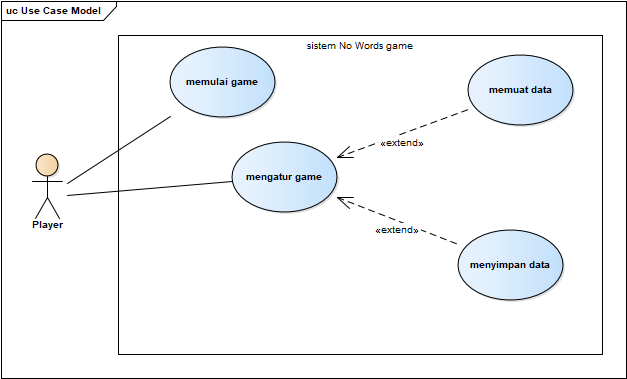 uc Use Case Model
sistem No Words game
memulai game
memuat data
«extend»
mengatur game
Player
«extend»
menyimpan data